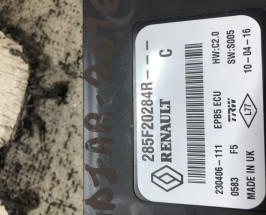 285F20284R---
C
RENAULT
HW:C2.0
SW:S005
230406-111 EPB5 ECU
TRW
L77
10-04-16
0583 F5
MADE IN UK